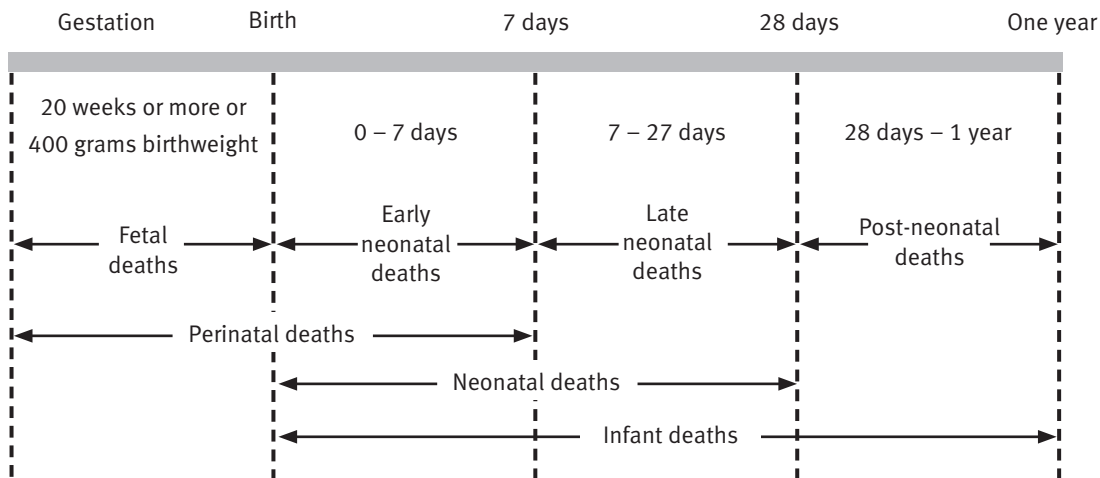 Gestation Birth 7 days 28 days One year
20 weeks or more or
400 grams birthweight
0 – 7 days
7 – 27 days
28 days – 1 year
Fetal
deaths
Early
neonatal
deaths
Late
neonatal
deaths
Post-neonatal
deaths
Perinatal deaths
Neonatal deaths
Infant deaths